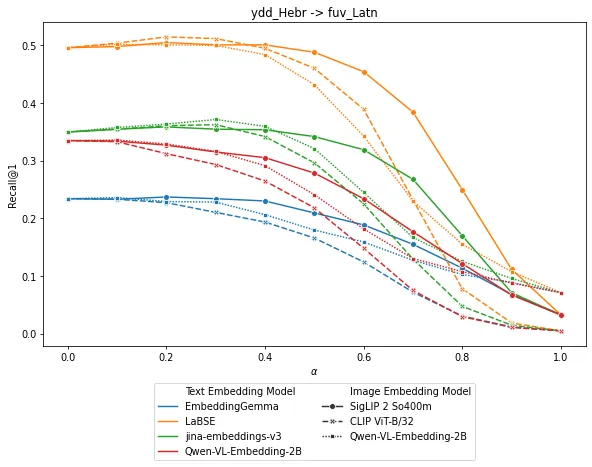 ydd_Hebr -> fuv_Latn
0.5
0.4
0.3
0.2
0.1
0.0
Recall@1
0.0 0.2 0.4 0.6 0.8 1.0
α
Text Embedding Model Image Embedding Model
EmbeddingGemma SigLIP 2 So400m
LaBSE CLIP ViT-B/32
jina-embeddings-v3 Qwen-VL-Embedding-2B
Qwen-VL-Embedding-2B